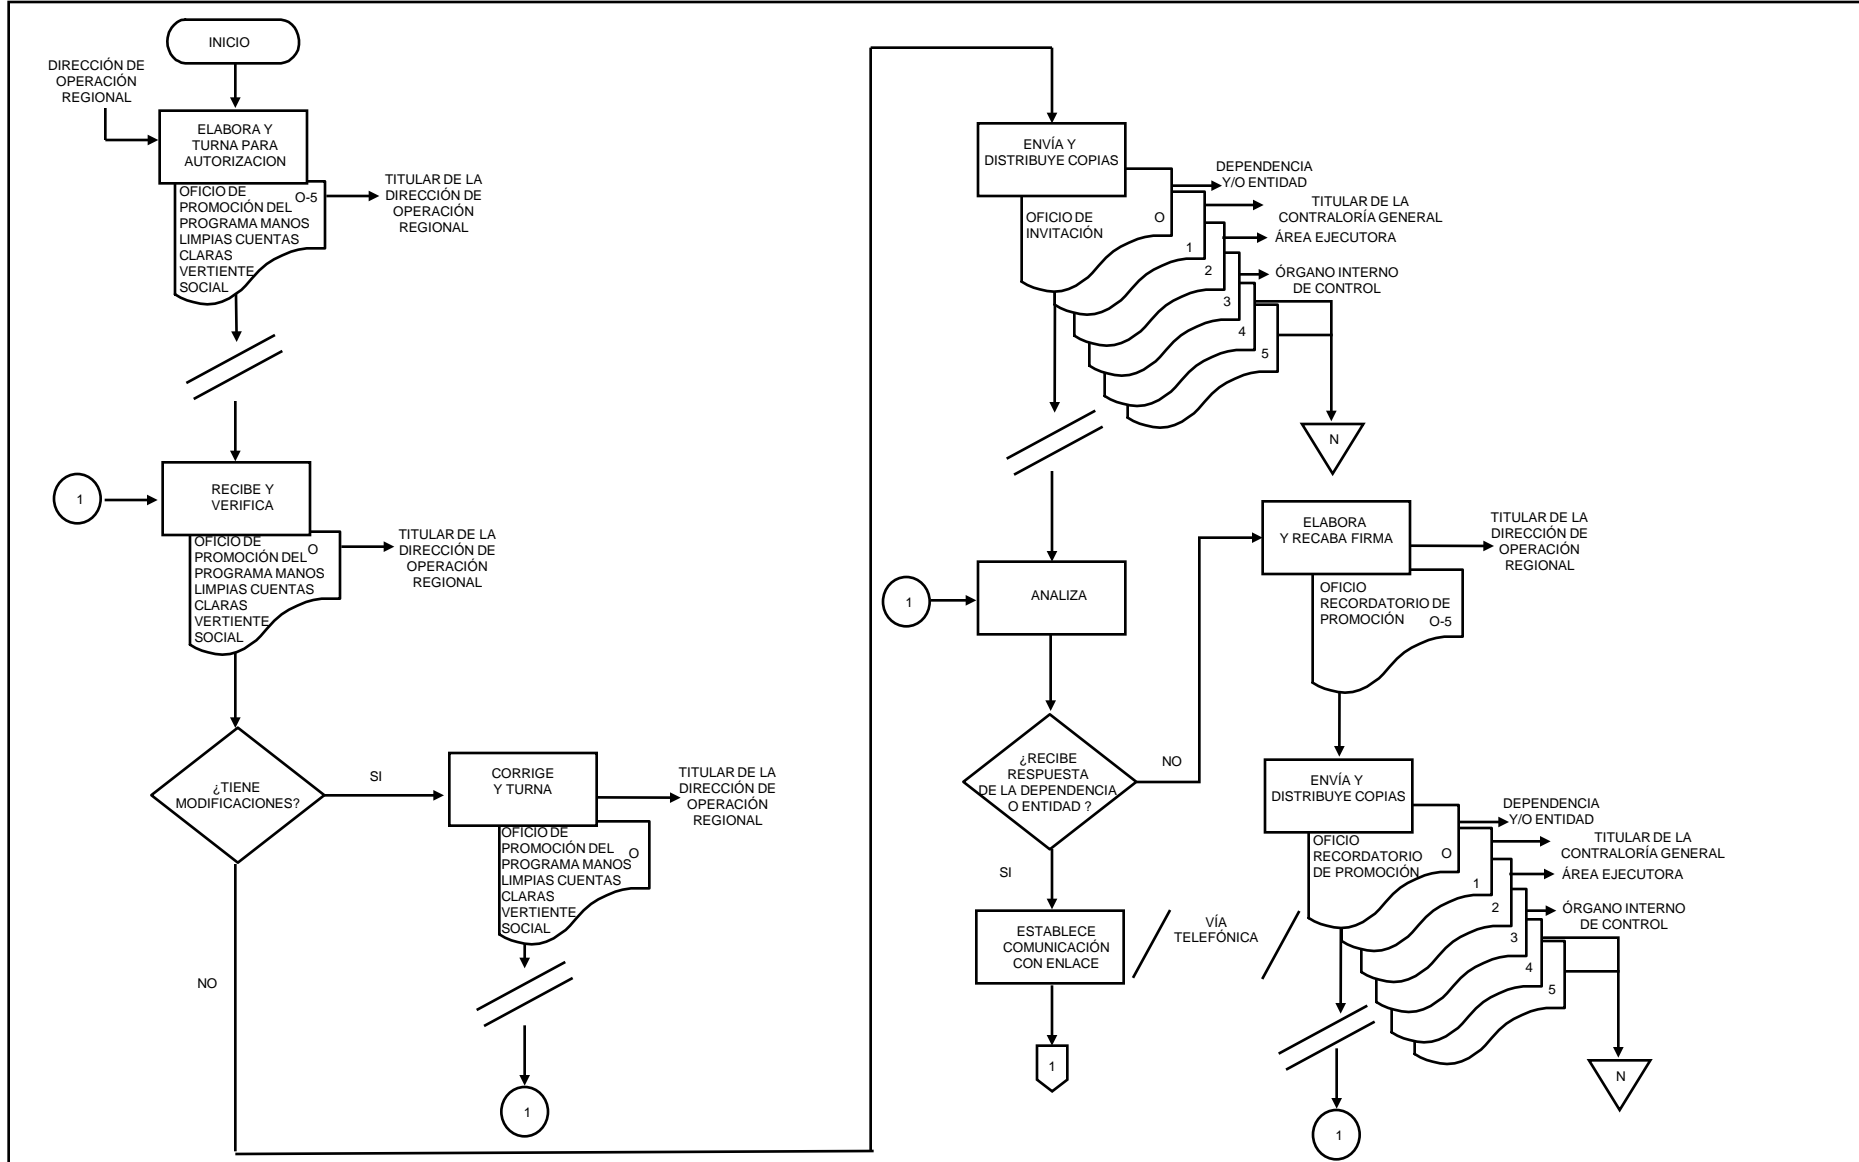 INICIO
DIRECCIÓN DE
OPERACIÓN
REGIONAL
ELABORA Y
TURNA PARA
AUTORIZACION
OFICIO DE
PROMOCIÓN DEL
PROGRAMA MANOS
LIMPIAS CUENTAS
CLARAS
VERTIENTE
SOCIAL
O-5
TITULAR DE LA
DIRECCIÓN DE
OPERACIÓN
REGIONAL
1
RECIBE Y
VERIFICA
OFICIO DE
PROMOCIÓN DEL
PROGRAMA MANOS
LIMPIAS CUENTAS
CLARAS
VERTIENTE
SOCIAL
O
TITULAR DE LA
DIRECCIÓN DE
OPERACIÓN
REGIONAL
¿TIENE
MODIFICACIONES?
SI
CORRIGE
Y TURNA
TITULAR DE LA
DIRECCIÓN DE
OPERACIÓN
REGIONAL
OFICIO DE
PROMOCIÓN DEL
PROGRAMA MANOS
LIMPIAS CUENTAS
CLARAS
VERTIENTE
SOCIAL
O
1
NO
ENVÍA Y
DISTRIBUYE COPIAS
OFICIO DE
INVITACIÓN
O
1
2
3
4
5
DEPENDENCIA
Y/O ENTIDAD
TITULAR DE LA
CONTRALORÍA GENERAL
ÁREA EJECUTORA
ÓRGANO INTERNO
DE CONTROL
N
1
ANALIZA
¿RECIBE
RESPUESTA
DE LA DEPENDENCIA
O ENTIDAD ?
NO
ELABORA
Y RECABA FIRMA
TITULAR DE LA
DIRECCIÓN DE
OPERACIÓN
REGIONAL
OFICIO
RECORDATORIO DE
PROMOCIÓN
O-5
ENVÍA Y
DISTRIBUYE COPIAS
OFICIO
RECORDATORIO
DE PROMOCIÓN
O
1
2
3
4
5
DEPENDENCIA
Y/O ENTIDAD
TITULAR DE LA
CONTRALORÍA GENERAL
ÁREA EJECUTORA
ÓRGANO INTERNO
DE CONTROL
N
1
SI
ESTABLECE
COMUNICACIÓN
CON ENLACE
VÍA
TELEFÓNICA
1